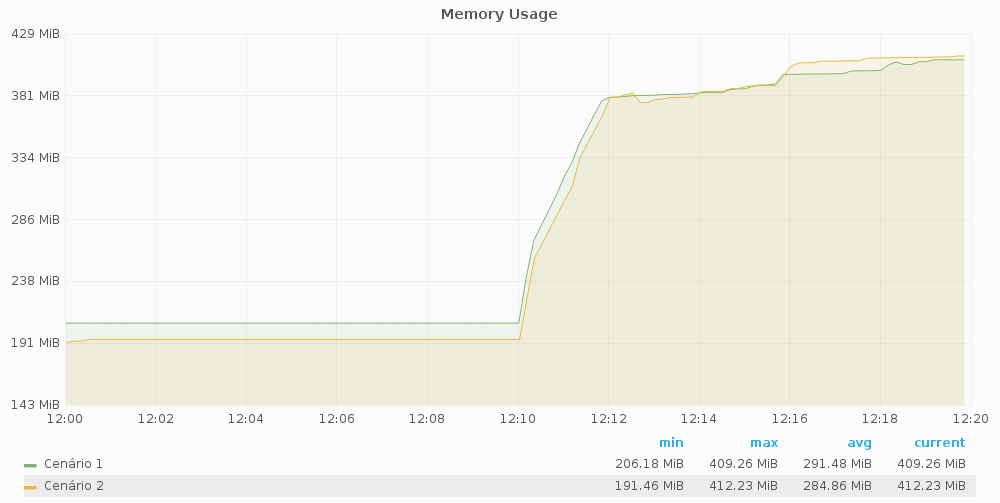 Memory Usage
429 MiB
381 MiB
334 MiB
286 MiB
238 MiB
191 MiB
143 MiB
12:00 12:02 12:04 12:06 12:08 12:10 12:12 12:14 12:16 12:18 12:20
min max avg current
Cenário 1 206.18 MiB 409.26 MiB 291.48 MiB 409.26 MiB
Cenário 2 191.46 MiB 412.23 MiB 284.86 MiB 412.23 MiB